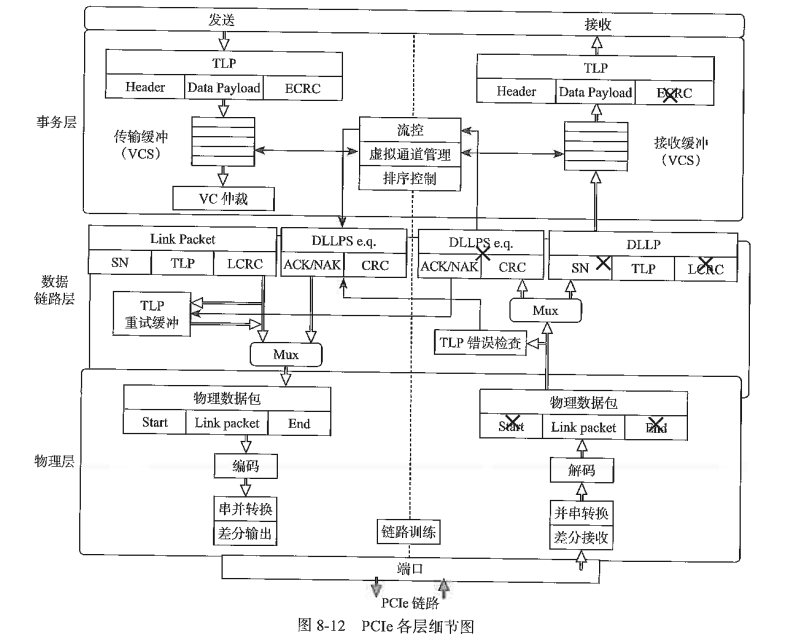 发送
接收
TLP
Header Data Payload ECRC
TLP
Header Data Payload ECRC
事务层
传输缓冲
(VCS)
流控
虚拟通道管理
排序控制
接收缓冲
(VCS)
VC 仲裁
Link Packet
SN TLP LCRC
DLLPS e.q.
ACK/NAK CRC
DLLPS e.q.
ACK/NAK CRC
DLLP
SN TLP LCRC
数据
链路层
TLP
重试缓冲
Mux
Mux
TLP 错误检查
物理数据包
Start Link packet End
物理数据包
Start Link packet End
物理层
编码
串并转换
差分输出
链路训练
解码
并串转换
差分接收
端口
PCIe 链路
图 8-12 PCIe 各层细节图